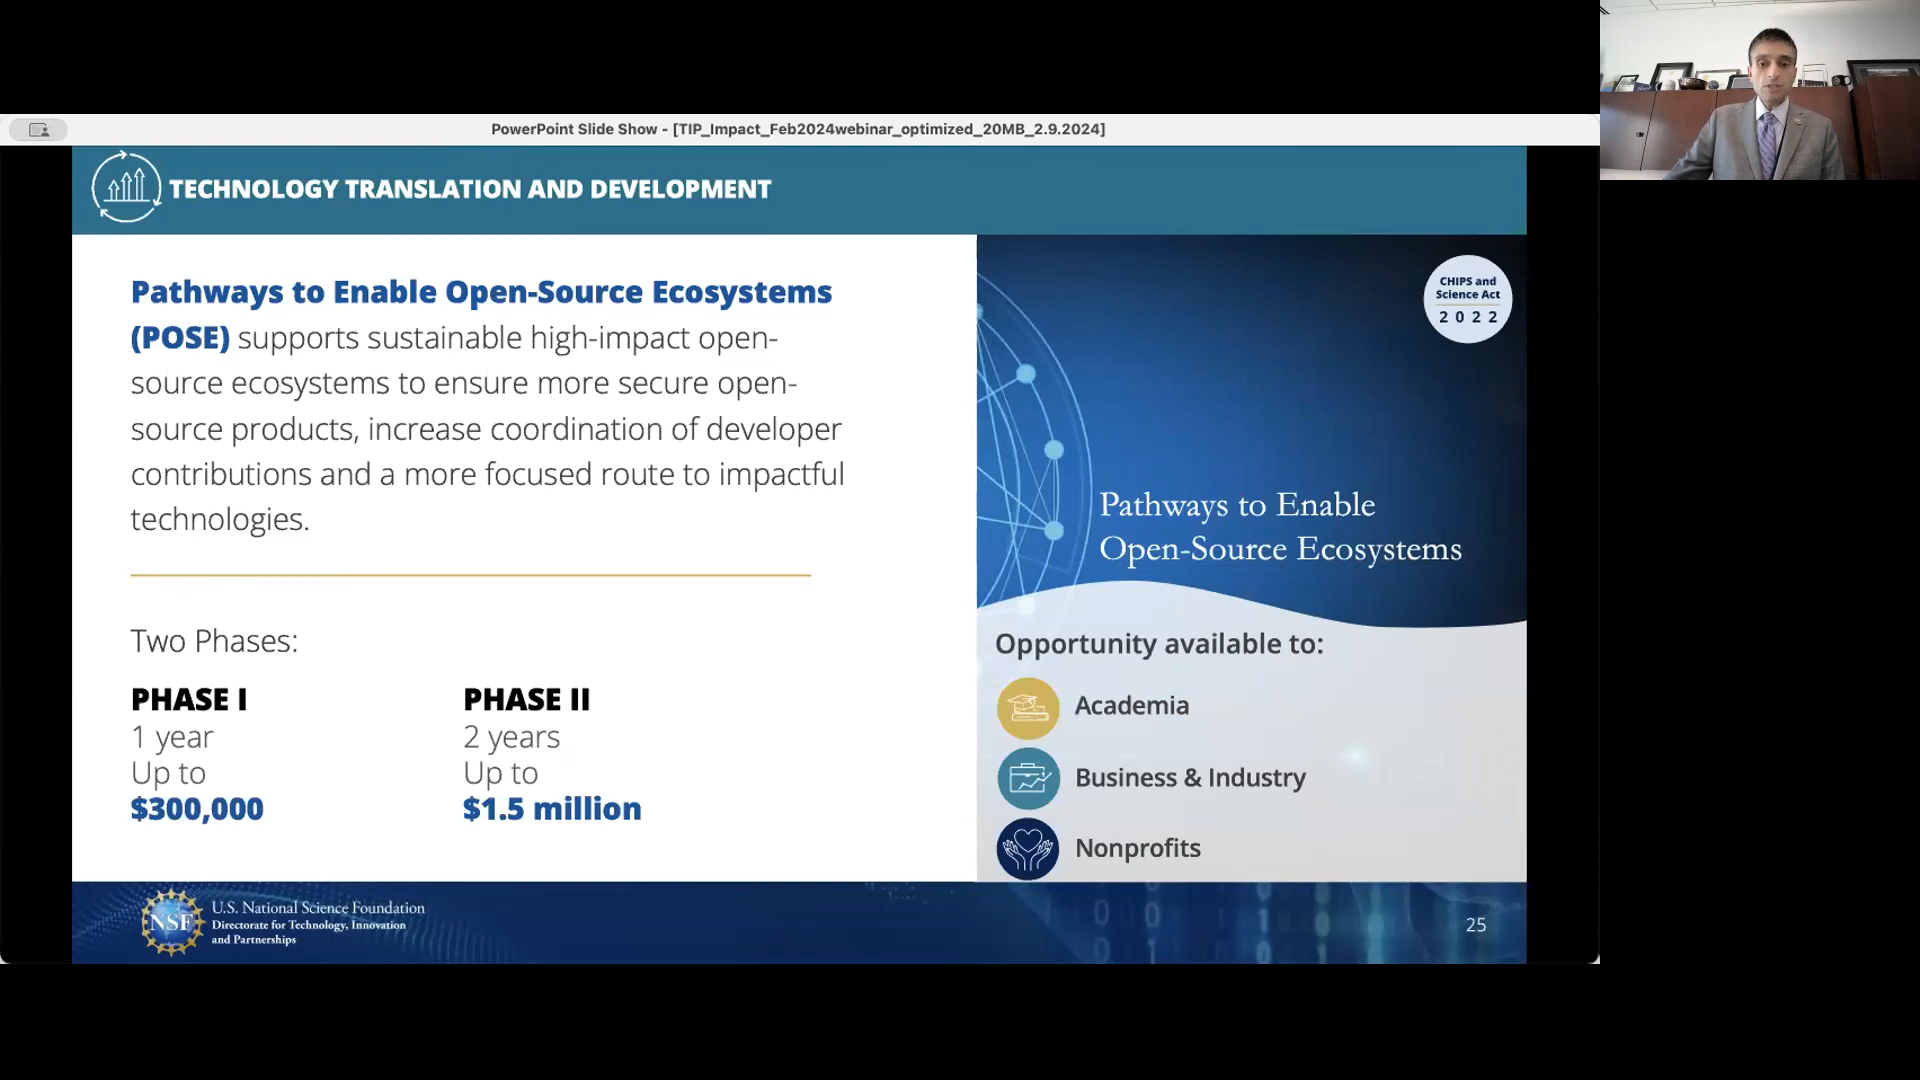 PowerPoint Slide Show - [TIP_Impact_Feb2024webinar_optimized_20MB_2.9.2024]
TECHNOLOGY TRANSLATION AND DEVELOPMENT
Pathways to Enable Open-Source Ecosystems
(POSE) supports sustainable high-impact open-
source ecosystems to ensure more secure open-
source products, increase coordination of developer
contributions and a more focused route to impactful
technologies.
Two Phases:
PHASE I
1 year
Up to
$300,000
PHASE II
2 years
Up to
$1.5 million
CHIPS and
Science Act
2022
Pathways to Enable
Open-Source Ecosystems
Opportunity available to:
Academia
Business & Industry
Nonprofits
NSF
U.S. National Science Foundation
Directorate for Technology, Innovation
and Partnerships
25